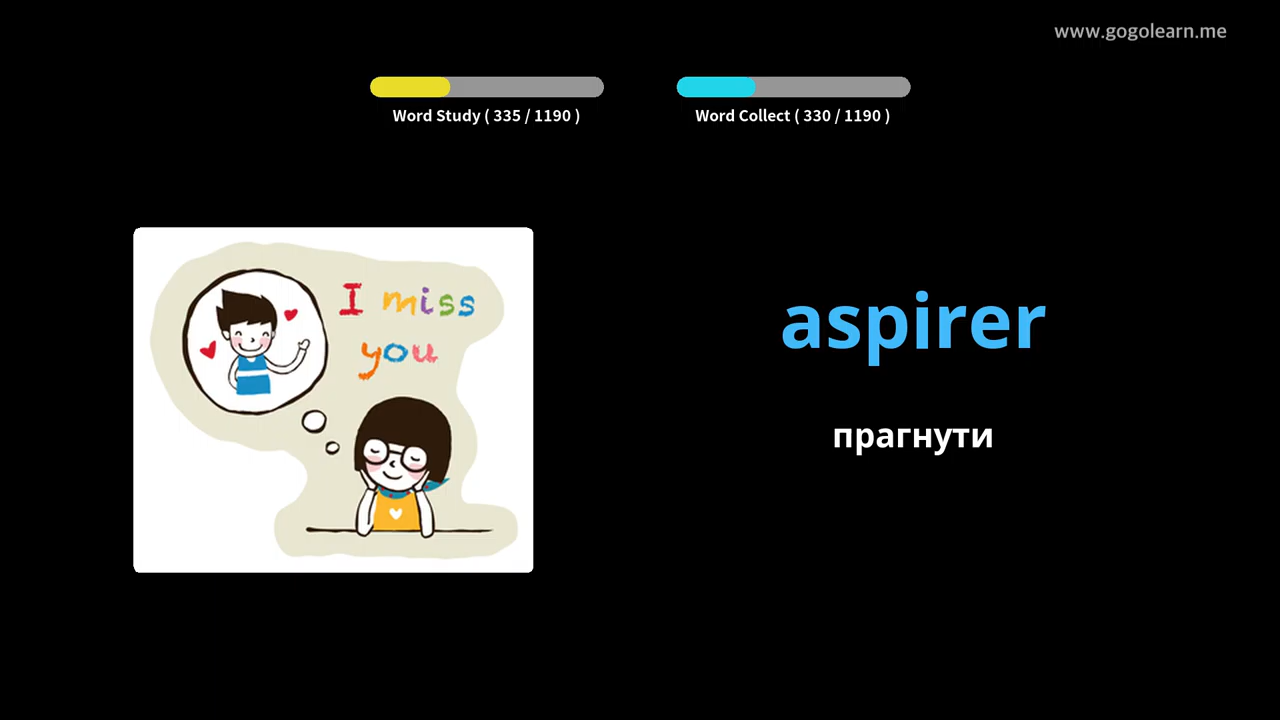 www.gogolearn.me
Word Study ( 335 / 1190 )
Word Collect ( 330 / 1190 )
I miss
you
aspirer
прагнути